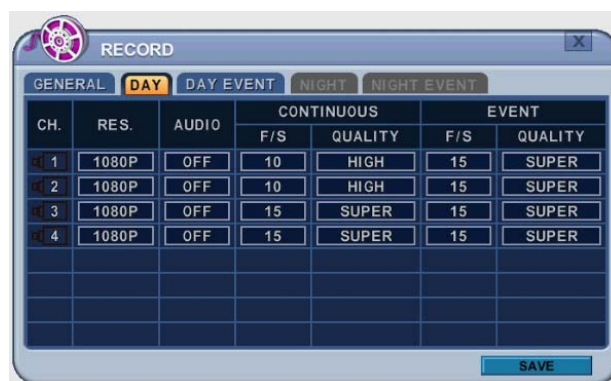 RECORD X
GENERAL DAY DAY EVENT NIGHT NIGHT EVENT
CH. RES. AUDIO CONTINUOUS EVENT
F/S QUALITY F/S QUALITY
1 1080P OFF 10 HIGH 15 SUPER
2 1080P OFF 10 HIGH 15 SUPER
3 1080P OFF 15 SUPER 15 SUPER
4 1080P OFF 15 SUPER 15 SUPER
SAVE